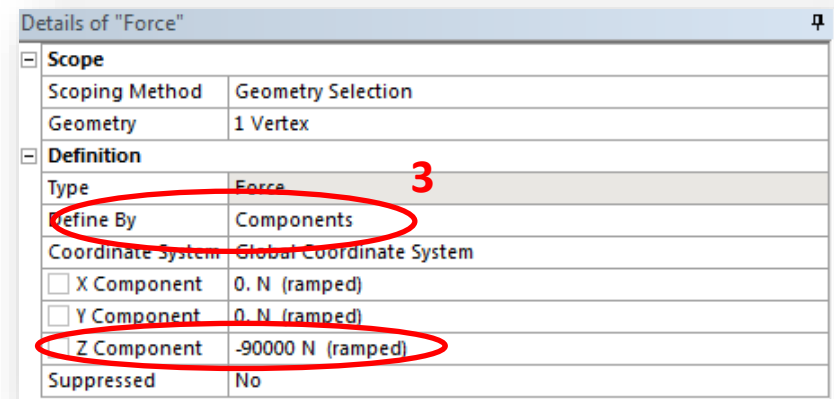 Details of "Force"
Scope
Scoping Method Geometry Selection
Geometry 1 Vertex
Definition
3
Type Force
Define By Components
Coordinate System Global Coordinate System
X Component 0. N (ramped)
Y Component 0. N (ramped)
Z Component -90000 N (ramped)
Suppressed No